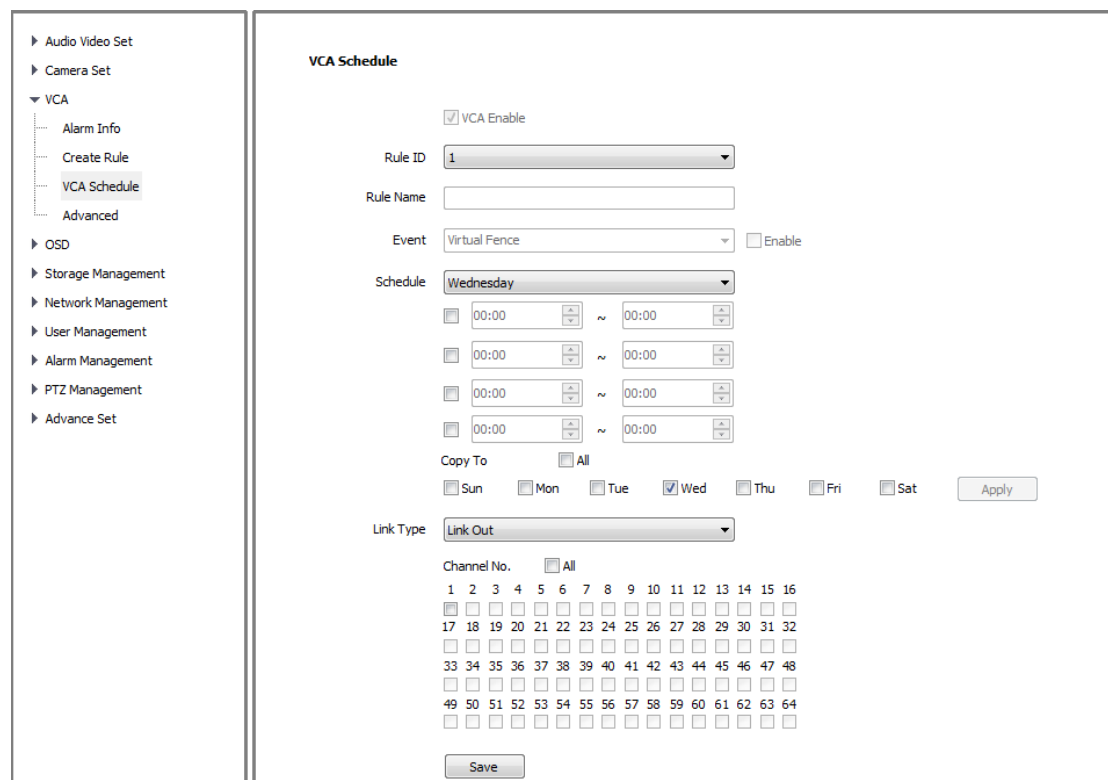 Audio Video Set
Camera Set
VCA
Alarm Info
Create Rule
VCA Schedule
Advanced
OSD
Storage Management
Network Management
User Management
Alarm Management
PTZ Management
Advance Set
VCA Schedule
VCA Enable
Rule ID 1
Rule Name
Event Virtual Fence Enable
Schedule Wednesday
00:00 ~ 00:00
00:00 ~ 00:00
00:00 ~ 00:00
00:00 ~ 00:00
Copy To All
Sun Mon Tue Wed Thu Fri Sat Apply
Link Type Link Out
Channel No. All
1 2 3 4 5 6 7 8 9 10 11 12 13 14 15 16
17 18 19 20 21 22 23 24 25 26 27 28 29 30 31 32
33 34 35 36 37 38 39 40 41 42 43 44 45 46 47 48
49 50 51 52 53 54 55 56 57 58 59 60 61 62 63 64
Save